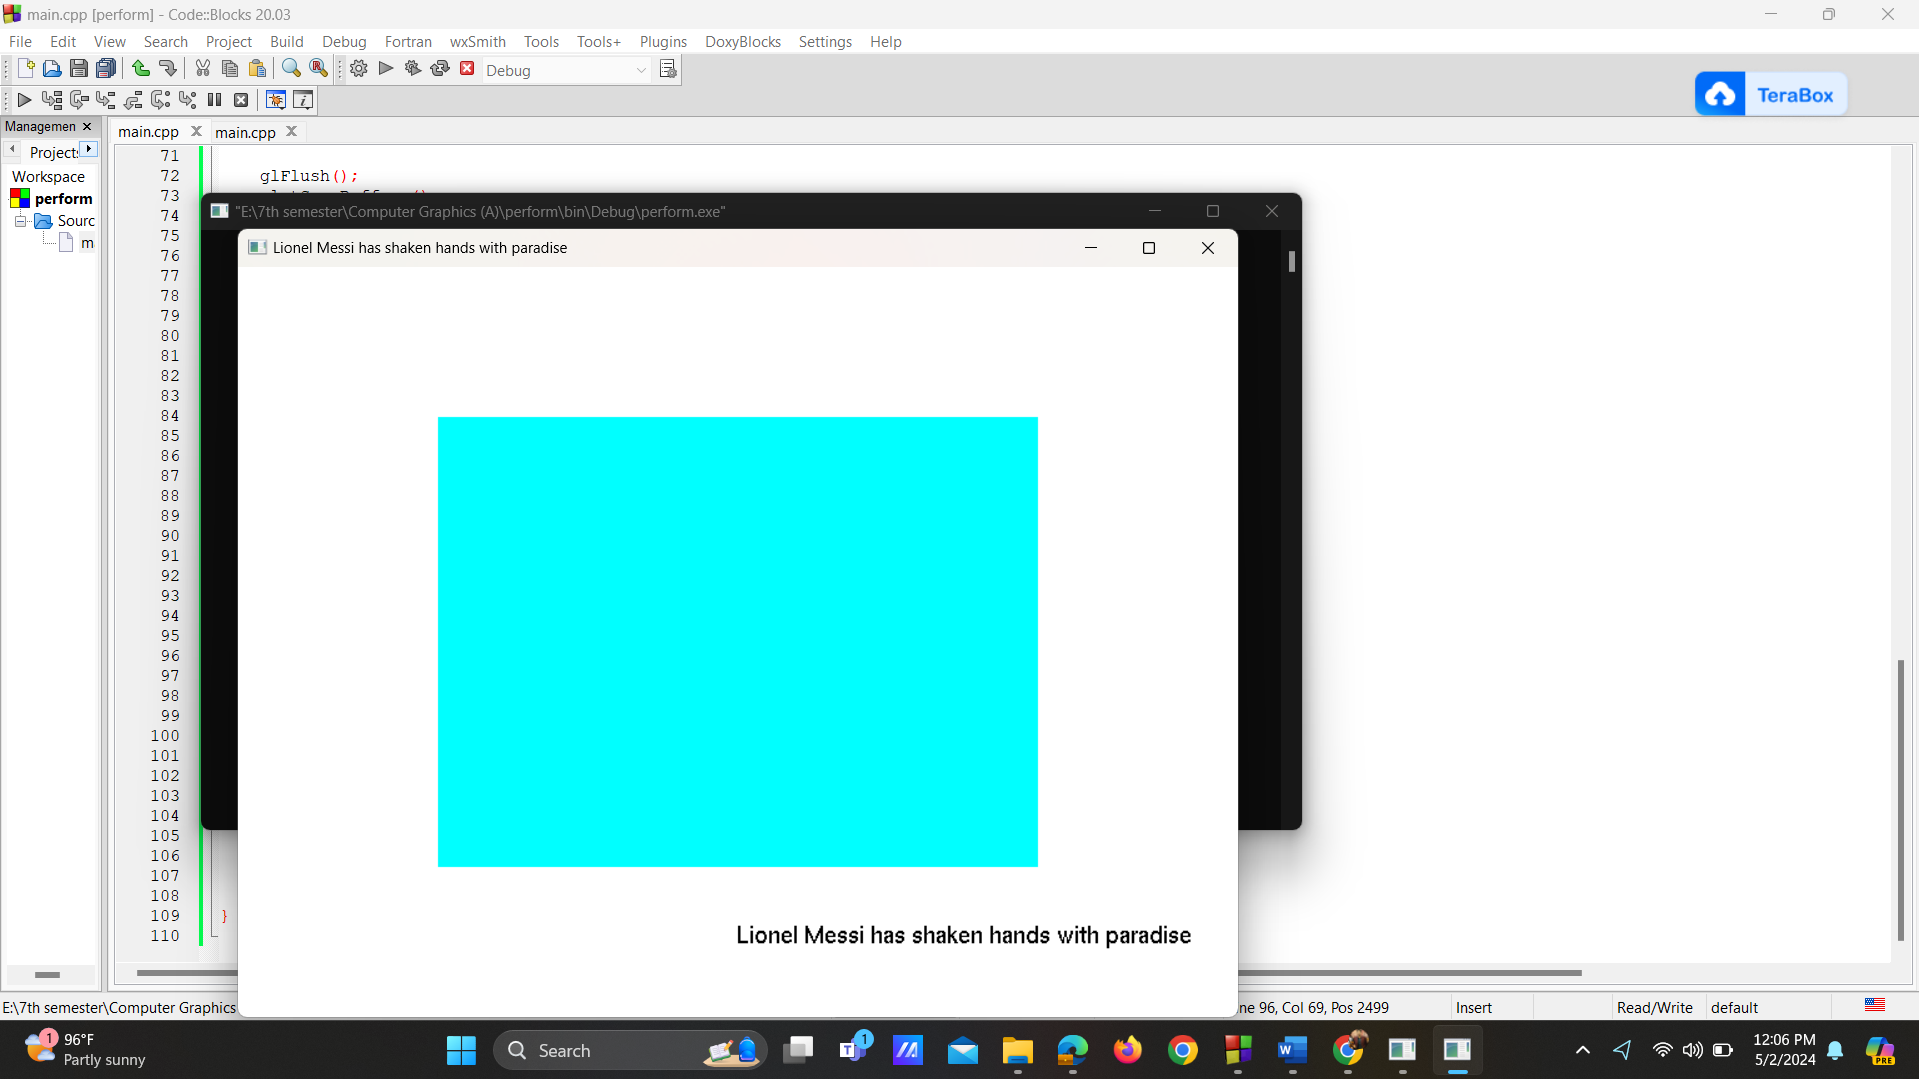 main.cpp [perform] - Code::Blocks 20.03
File Edit View Search Project Build Debug Fortran wxSmith Tools Tools+ Plugins DoxyBlocks Settings Help
Debug
TeraBox
Managemen
main.cpp main.cpp
Projects
Workspace
perform
Sourc
m
71
72 glFlush();
73
74
75
76
77
78
79
80
81
82
83
84
85
86
87
88
89
90
91
92
93
94
95
96
97
98
99
100
101
102
103
104
105
106
107
108
109 }
110
"E:\7th semester\Computer Graphics (A)\perform\bin\Debug\perform.exe"
Lionel Messi has shaken hands with paradise
Lionel Messi has shaken hands with paradise
E:\7th semester\Computer Graphics ne 96, Col 69, Pos 2499 Insert Read/Write default
1
96°F
Partly sunny
Search
1
12:06 PM
5/2/2024
PRE